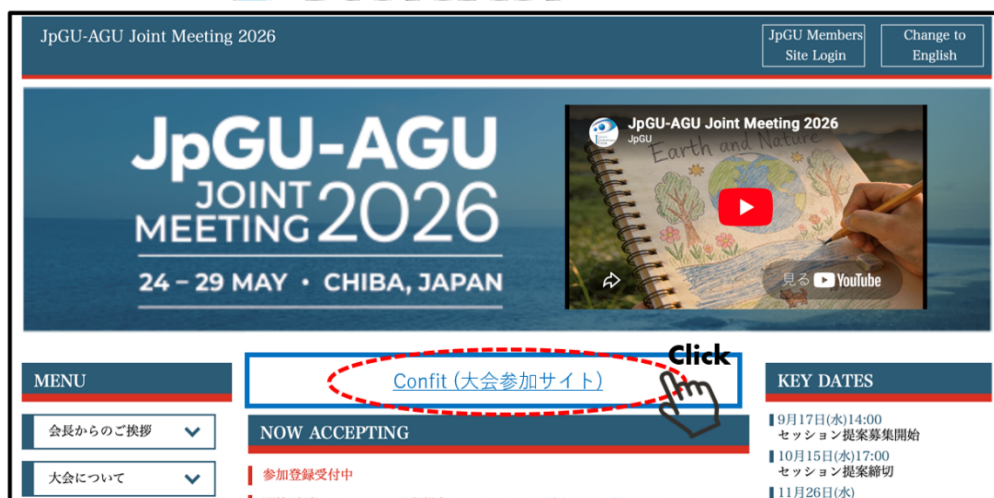 JpGU-AGU Joint Meeting 2026
JpGU Members
Site Login
Change to
English
JpGU-AGU
JOINT
MEETING 2026
24 – 29 MAY・CHIBA, JAPAN
JpGU-AGU Joint Meeting 2026
JpGU
Earth and Nature
見る YouTube
MENU
会長からのご挨拶
大会について
Confit (大会参加サイト)
Click
NOW ACCEPTING
参加登録受付中
KEY DATES
9月17日(水)14:00
セッション提案募集開始
10月15日(水)17:00
セッション提案締切
11月26日(水)